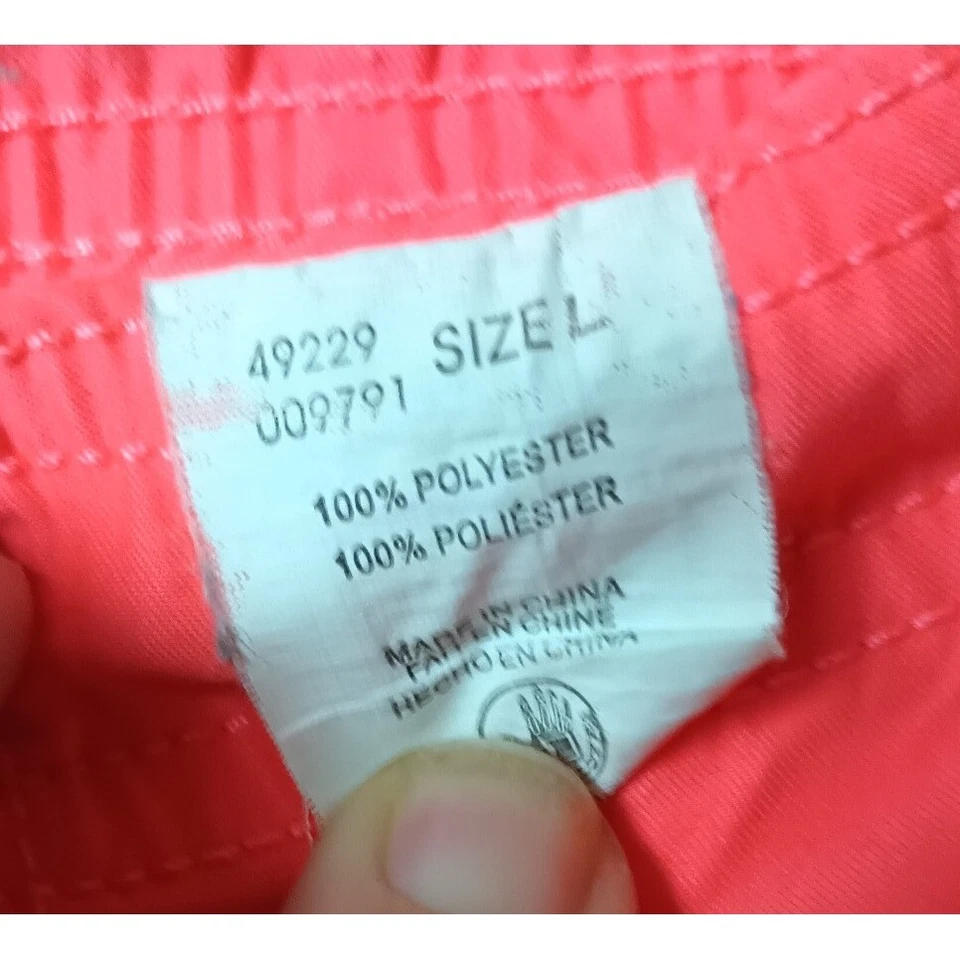 49229 SIZE L
009791
100% POLYESTER
100% POLIÉSTER
MADE IN CHINA
FAIT EN CHINE
HECHO EN CHINA